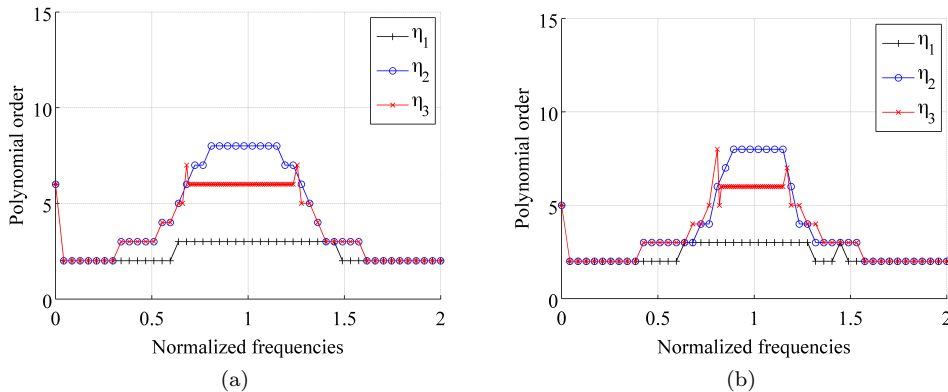 15
10
5
0
Polynomial order
0
0.5
1
1.5
2
Normalized frequencies
η1
η2
η3
(a)
15
10
5
0
Polynomial order
0
0.5
1
1.5
2
Normalized frequencies
η1
η2
η3
(b)